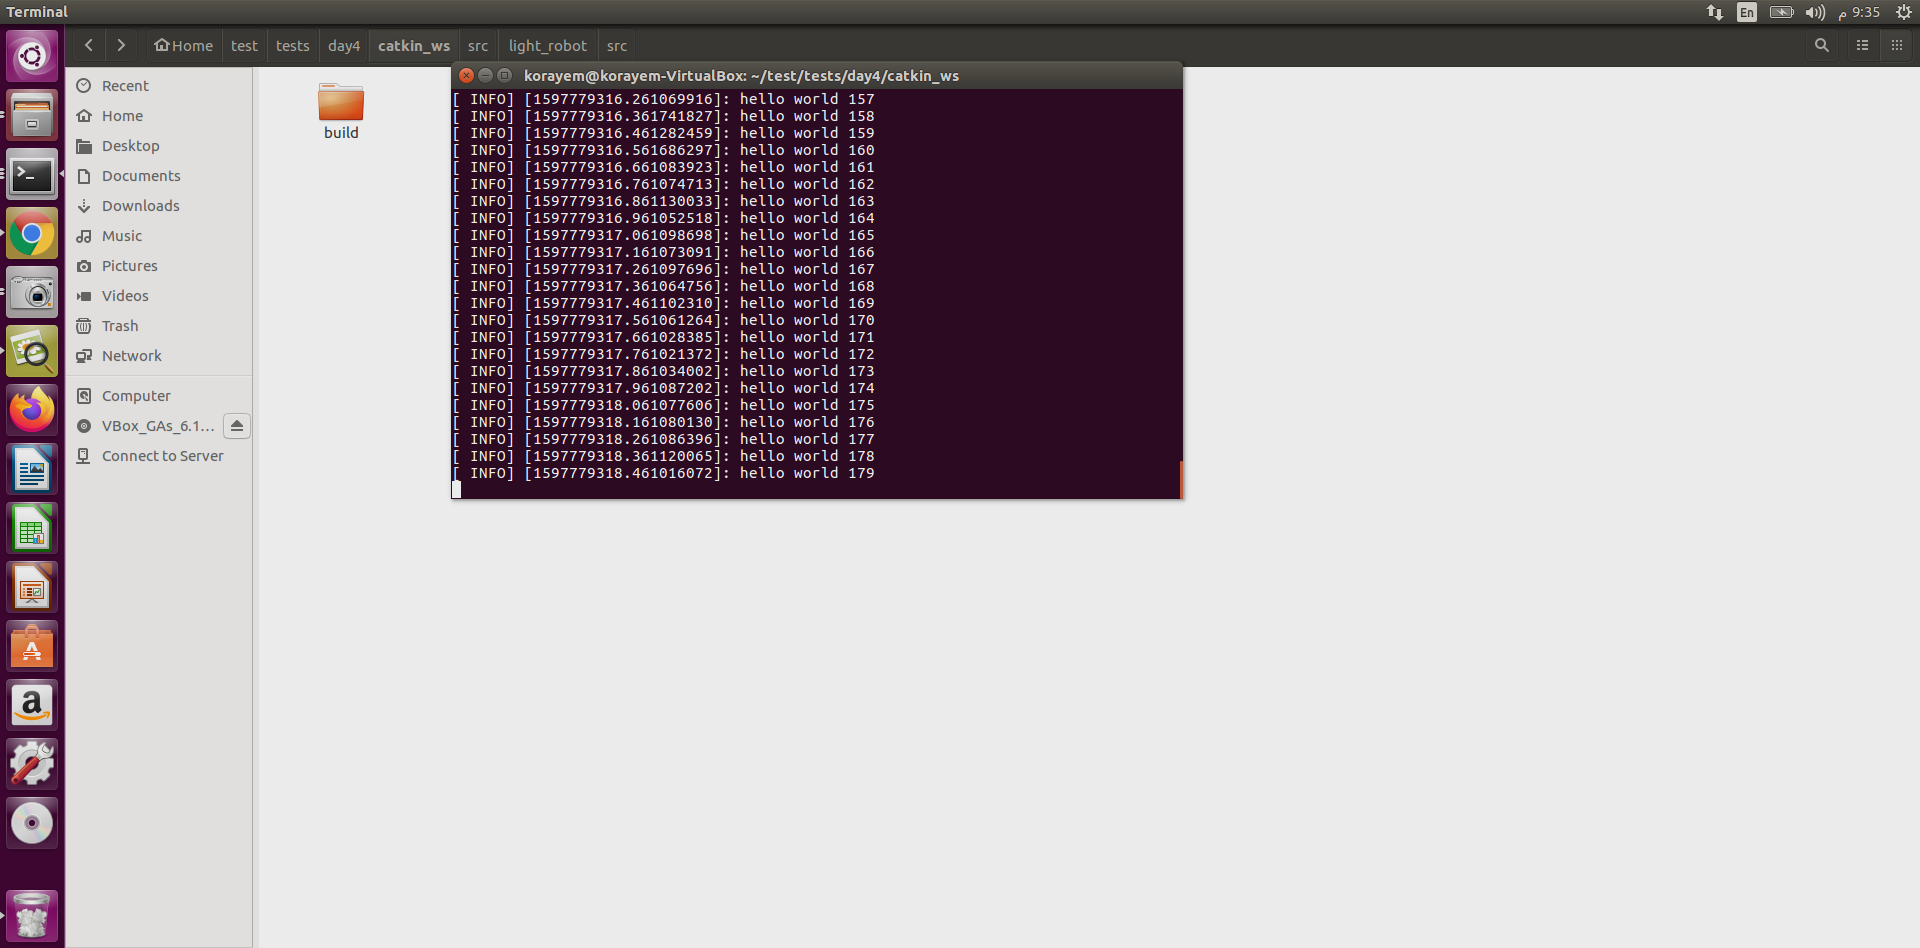 Terminal
En
م 9:35
Home test tests day4 catkin_ws src light_robot src
Recent
Home
Desktop
Documents
Downloads
Music
Pictures
Videos
Trash
Network
Computer
VBox_GAs_6.1...
Connect to Server
build
korayem@korayem-VirtualBox: ~/test/tests/day4/catkin_ws
[ INFO] [1597779316.261069916]: hello world 157
[ INFO] [1597779316.361741827]: hello world 158
[ INFO] [1597779316.461282459]: hello world 159
[ INFO] [1597779316.561686297]: hello world 160
[ INFO] [1597779316.661083923]: hello world 161
[ INFO] [1597779316.761074713]: hello world 162
[ INFO] [1597779316.861130033]: hello world 163
[ INFO] [1597779316.961052518]: hello world 164
[ INFO] [1597779317.061098698]: hello world 165
[ INFO] [1597779317.161073091]: hello world 166
[ INFO] [1597779317.261097696]: hello world 167
[ INFO] [1597779317.361064756]: hello world 168
[ INFO] [1597779317.461102310]: hello world 169
[ INFO] [1597779317.561061264]: hello world 170
[ INFO] [1597779317.661028385]: hello world 171
[ INFO] [1597779317.761021372]: hello world 172
[ INFO] [1597779317.861034002]: hello world 173
[ INFO] [1597779317.961087202]: hello world 174
[ INFO] [1597779318.061077606]: hello world 175
[ INFO] [1597779318.161080130]: hello world 176
[ INFO] [1597779318.261086396]: hello world 177
[ INFO] [1597779318.361120065]: hello world 178
[ INFO] [1597779318.461016072]: hello world 179